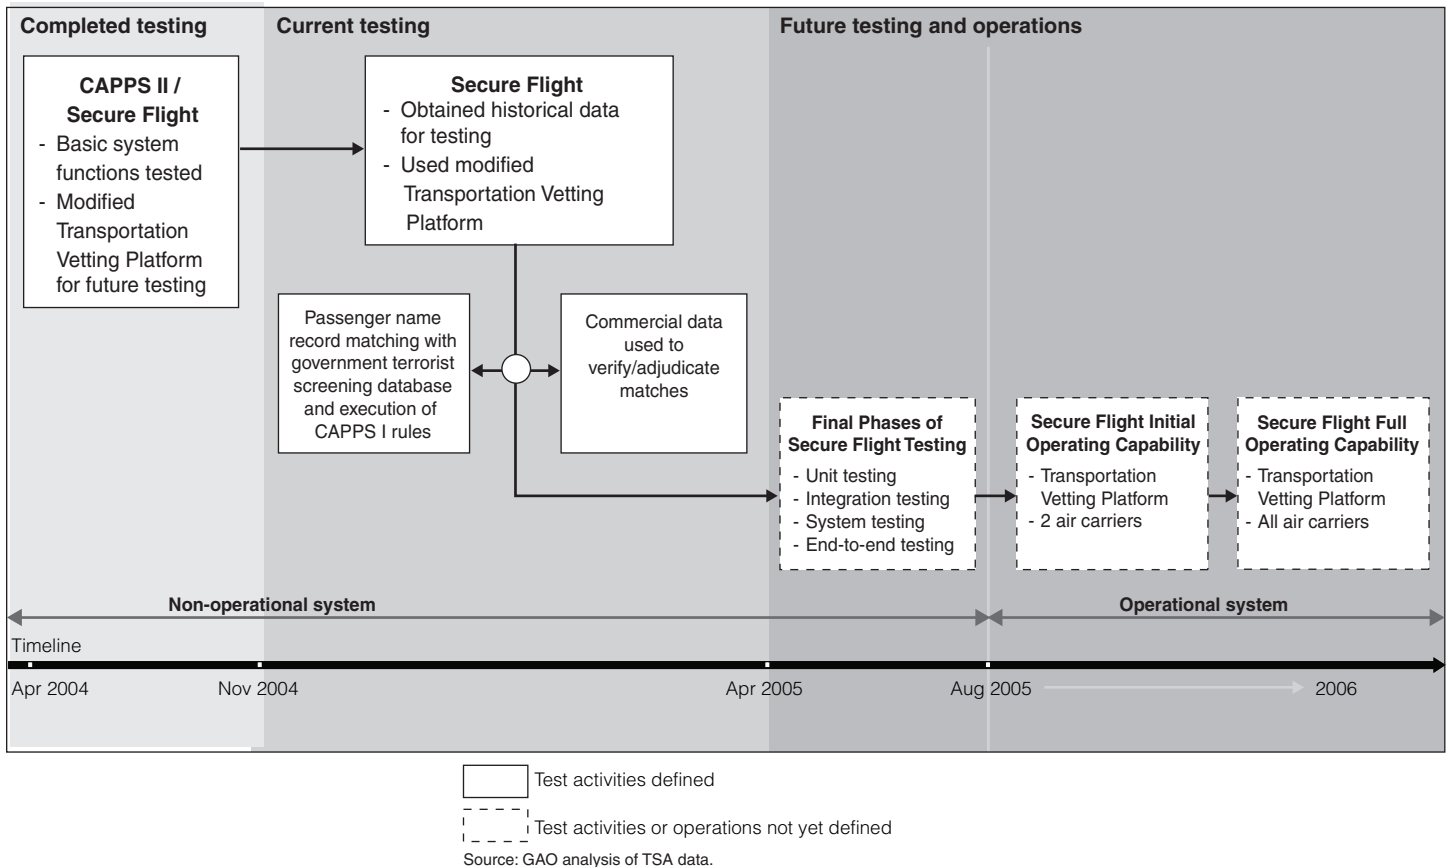 Completed testing
Current testing
Future testing and operations
CAPPS II /
Secure Flight
- Basic system
functions tested
- Modified
Transportation
Vetting Platform
for future testing
Secure Flight
- Obtained historical data
for testing
- Used modified
Transportation Vetting
Platform
Passenger name
record matching with
government terrorist
screening database
and execution of
CAPPS I rules
Commercial data
used to
verify/adjudicate
matches
Final Phases of
Secure Flight Testing
- Unit testing
- Integration testing
- System testing
- End-to-end testing
Secure Flight Initial
Operating Capability
- Transportation
Vetting Platform
- 2 air carriers
Secure Flight Full
Operating Capability
- Transportation
Vetting Platform
- All air carriers
Non-operational system
Operational system
Timeline
Apr 2004
Nov 2004
Apr 2005
Aug 2005
2006
Test activities defined
Test activities or operations not yet defined
Source: GAO analysis of TSA data.